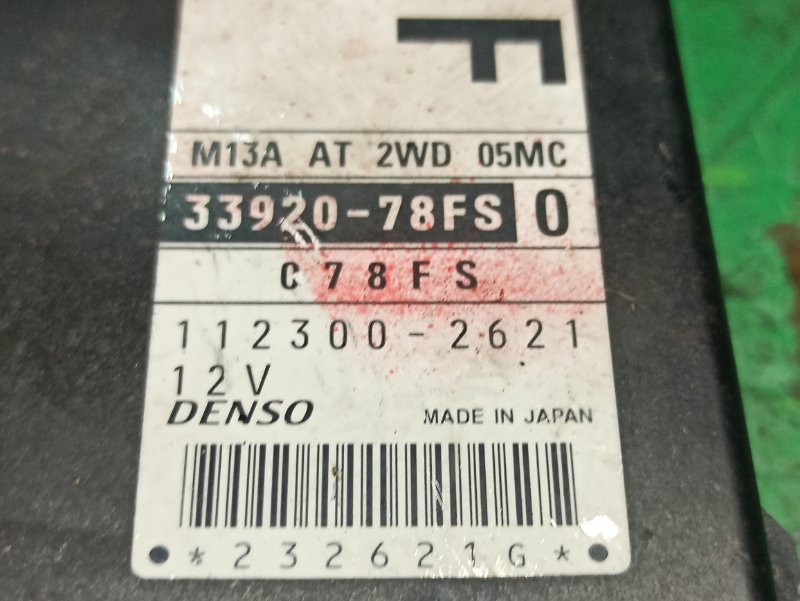 F
M13A AT 2WD 05MC
33920-78FS 0
C78FS
112300-2621
12V
DENSO MADE IN JAPAN
*232621G*